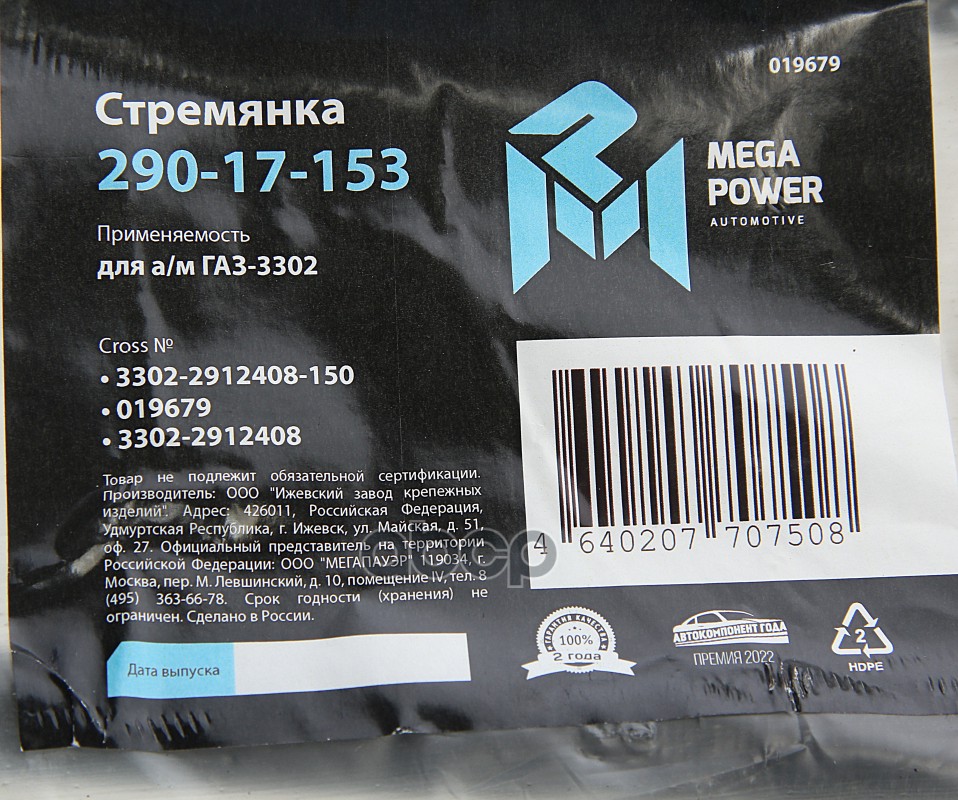 019679
Стремянка
290-17-153
MEGA
POWER
AUTOMOTIVE
Применяемость
для а/м ГАЗ-3302
Cross №
• 3302-2912408-150
• 019679
• 3302-2912408
Товар не подлежит обязательной сертификации.
Производитель: ООО "Ижевский завод крепежных
изделий". Адрес: 426011, Российская Федерация,
Удмуртская Республика, г. Ижевск, ул. Майская, д. 51,
оф. 27. Официальный представитель на территории
Российской Федерации: ООО "МЕГАПАУЭР" 119034, г.
Москва, пер. М. Левшинский, д. 10, помещение IV, тел. 8
(495) 363-66-78. Срок годности (хранения) не
ограничен. Сделано в России.
4 640207 707508
Дата выпуска
ГАРАНТИЯ КАЧЕСТВА
100%
2 года
АВТОКОМПОНЕНТ ГОДА
ПРЕМИЯ 2022
2
HDPE